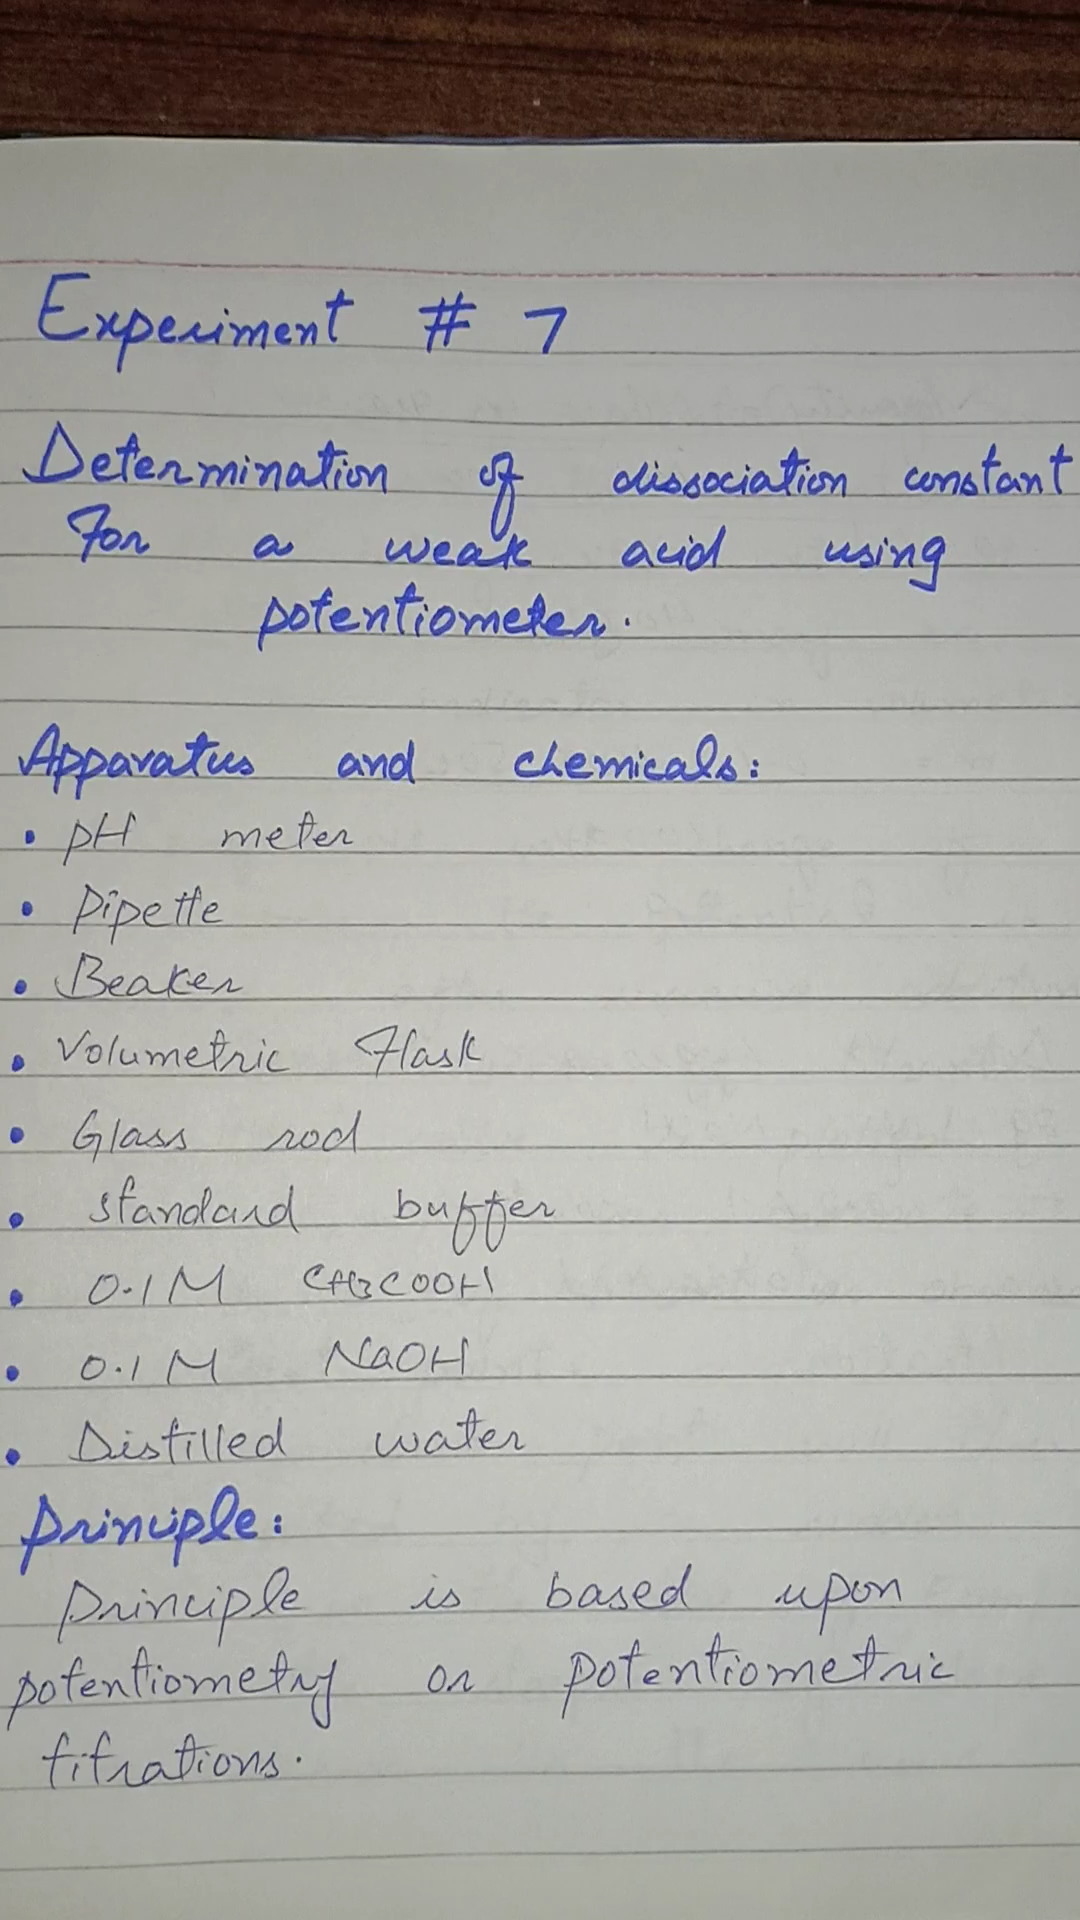 Experiment # 7
Determination of dissociation constant
For a weak acid using
potentiometer.
Apparatus and chemicals:
• pH meter
• Pipette
• Beaker
• Volumetric Flask
• Glass rod
• standard buffer
• 0.1M CH3COOH
• 0.1M NaOH
• Distilled water
Principle:
Principle is based upon
potentiometry or potentiometric
titrations.